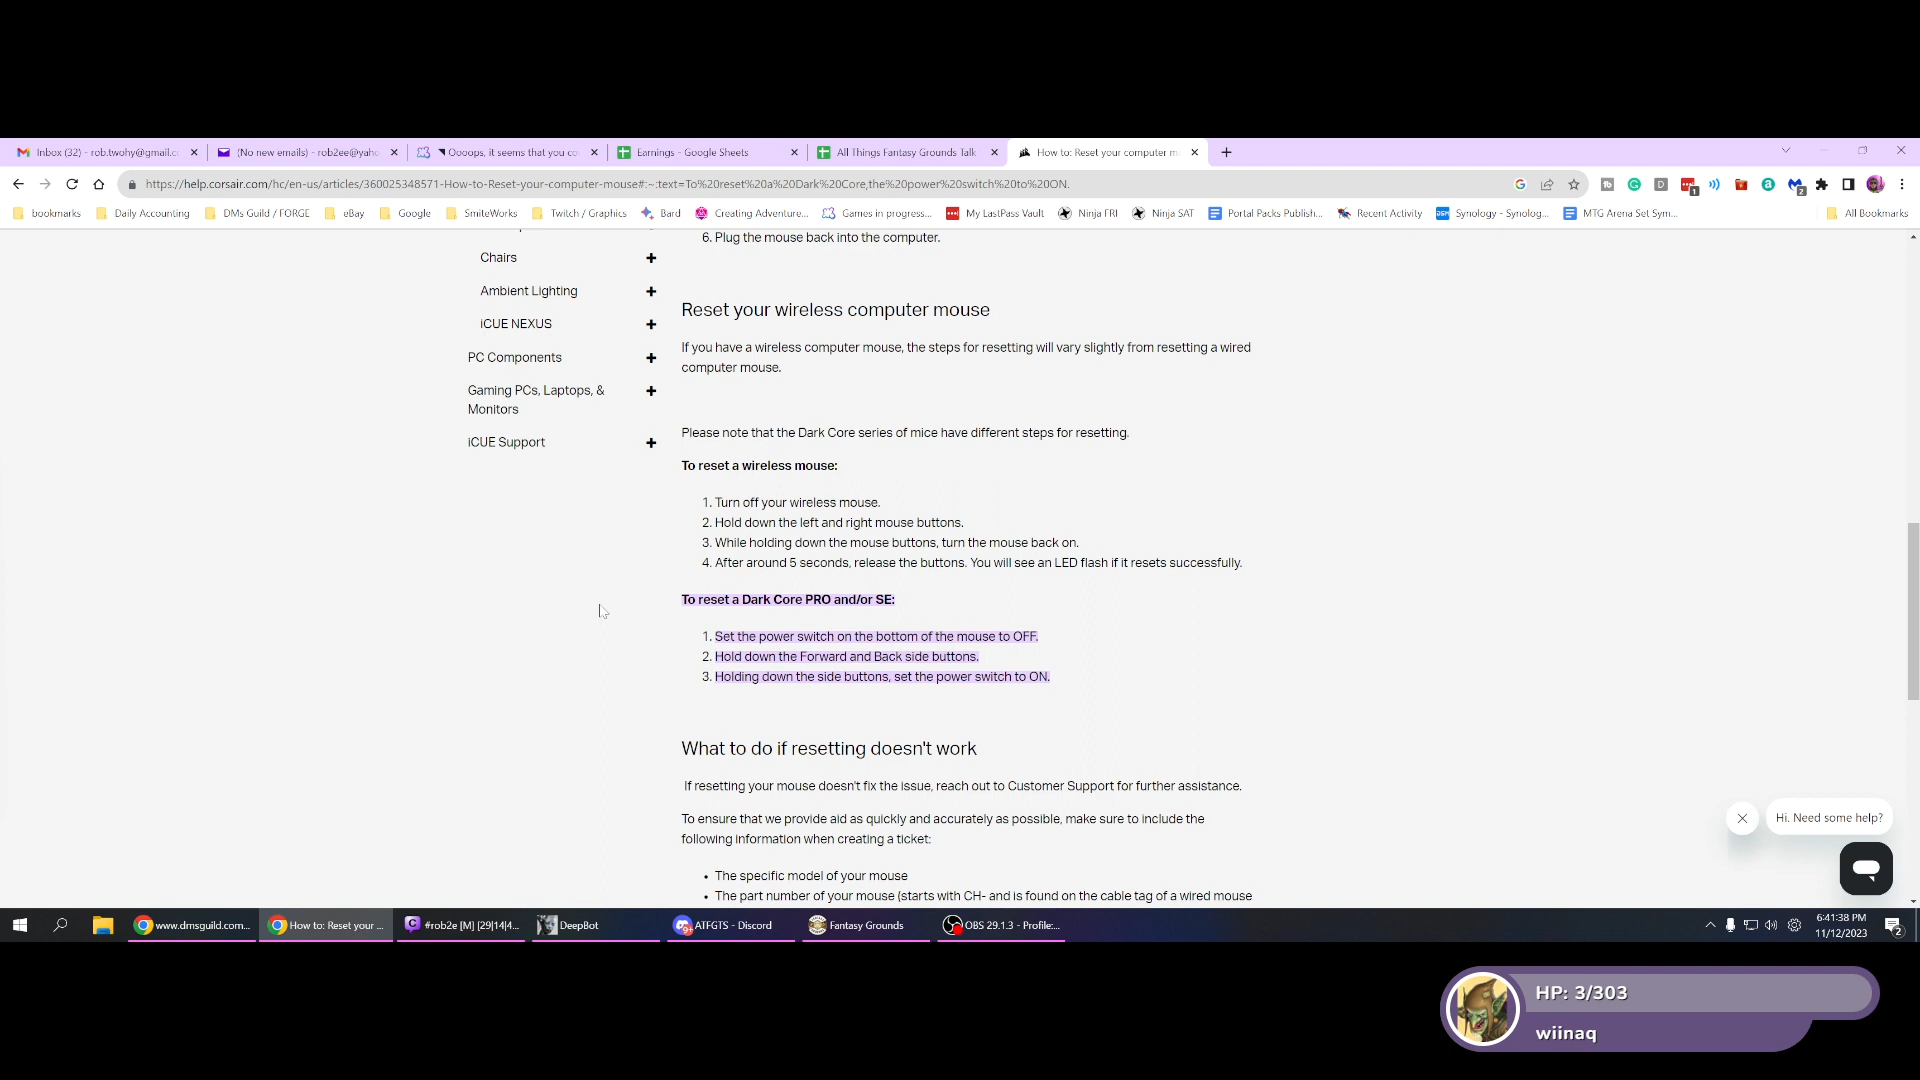 Inbox (32) - rob.twohy@gmail.c
(No new emails) - rob2ee@yaho
Oooops, it seems that you co
Earnings - Google Sheets
All Things Fantasy Grounds Talk
How to: Reset your computer m
https://help.corsair.com/hc/en-us/articles/360025348571-How-to-Reset-your-computer-mouse#:~:text=To%20reset%20a%20Dark%20Core,the%20power%20switch%20to%20ON.
bookmarks
Daily Accounting
DMs Guild / FORGE
eBay
Google
SmiteWorks
Twitch / Graphics
Bard
Creating Adventure...
Games in progress...
My LastPass Vault
Ninja FRI
Ninja SAT
Portal Packs Publish...
Recent Activity
Synology - Synolog...
MTG Arena Set Sym...
All Bookmarks
6. Plug the mouse back into the computer.
Chairs
Ambient Lighting
iCUE NEXUS
PC Components
Gaming PCs, Laptops, &
Monitors
iCUE Support
Reset your wireless computer mouse
If you have a wireless computer mouse, the steps for resetting will vary slightly from resetting a wired
computer mouse.
Please note that the Dark Core series of mice have different steps for resetting.
To reset a wireless mouse:
1. Turn off your wireless mouse.
2. Hold down the left and right mouse buttons.
3. While holding down the mouse buttons, turn the mouse back on.
4. After around 5 seconds, release the buttons. You will see an LED flash if it resets successfully.
To reset a Dark Core PRO and/or SE:
1. Set the power switch on the bottom of the mouse to OFF.
2. Hold down the Forward and Back side buttons.
3. Holding down the side buttons, set the power switch to ON.
What to do if resetting doesn't work
If resetting your mouse doesn't fix the issue, reach out to Customer Support for further assistance.
To ensure that we provide aid as quickly and accurately as possible, make sure to include the
following information when creating a ticket:
• The specific model of your mouse
• The part number of your mouse (starts with CH- and is found on the cable tag of a wired mouse
Hi. Need some help?
www.dmsguild.com...
How to: Reset your ...
#rob2e [M] [29|14|4...
DeepBot
ATFGTS - Discord
Fantasy Grounds
OBS 29.1.3 - Profile:...
6:41:38 PM
11/12/2023
2
HP: 3/303
wiinaq